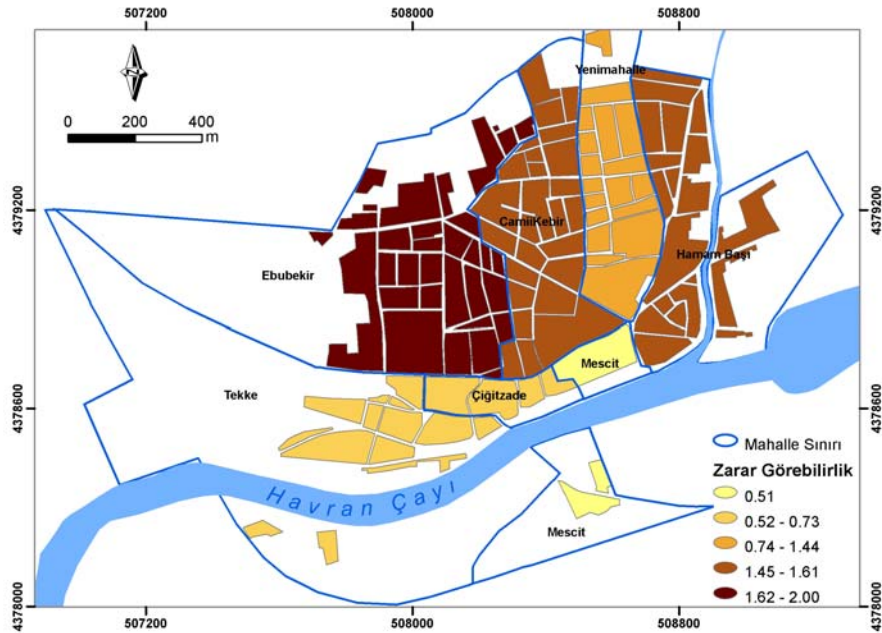 507200 508000 508800
Z
0 200 400
m
Yenimahalle
4379200 4379200
CamiiKebir
Hamam Başı
Ebubekir
Mescit
Tekke
Çiğitzade
4378600 4378600
Havran Çayı
Mescit
Mahalle Sınırı
Zarar Görebilirlik
0.51
0.52 - 0.73
0.74 - 1.44
1.45 - 1.61
1.62 - 2.00
4378000 4378000
507200 508000 508800